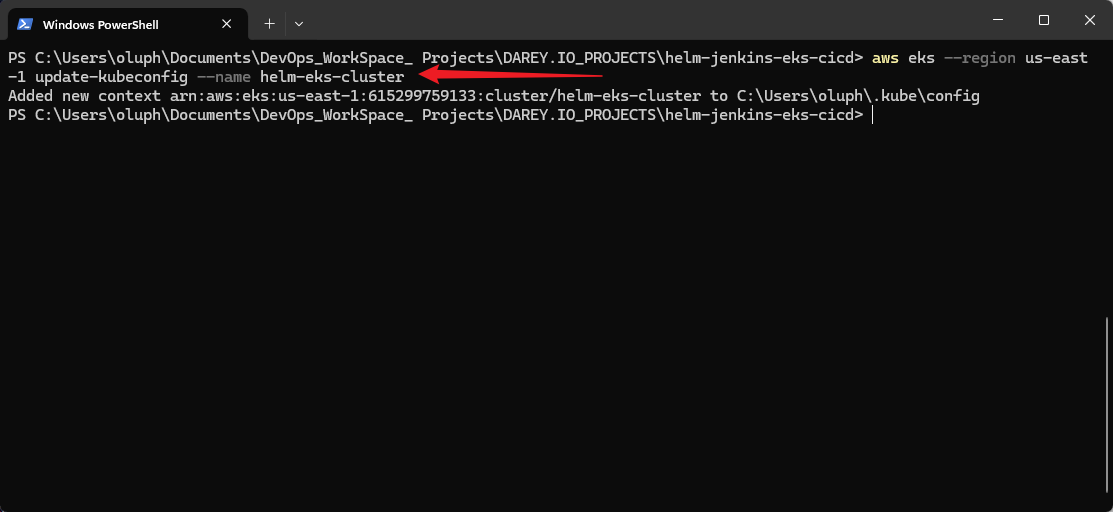 Windows PowerShell
PS C:\Users\oluph\Documents\DevOps_WorkSpace_ Projects\DAREY.IO_PROJECTS\helm-jenkins-eks-cicd> aws eks --region us-east
-1 update-kubeconfig --name helm-eks-cluster
Added new context arn:aws:eks:us-east-1:615299759133:cluster/helm-eks-cluster to C:\Users\oluph\.kube\config
PS C:\Users\oluph\Documents\DevOps_WorkSpace_ Projects\DAREY.IO_PROJECTS\helm-jenkins-eks-cicd>